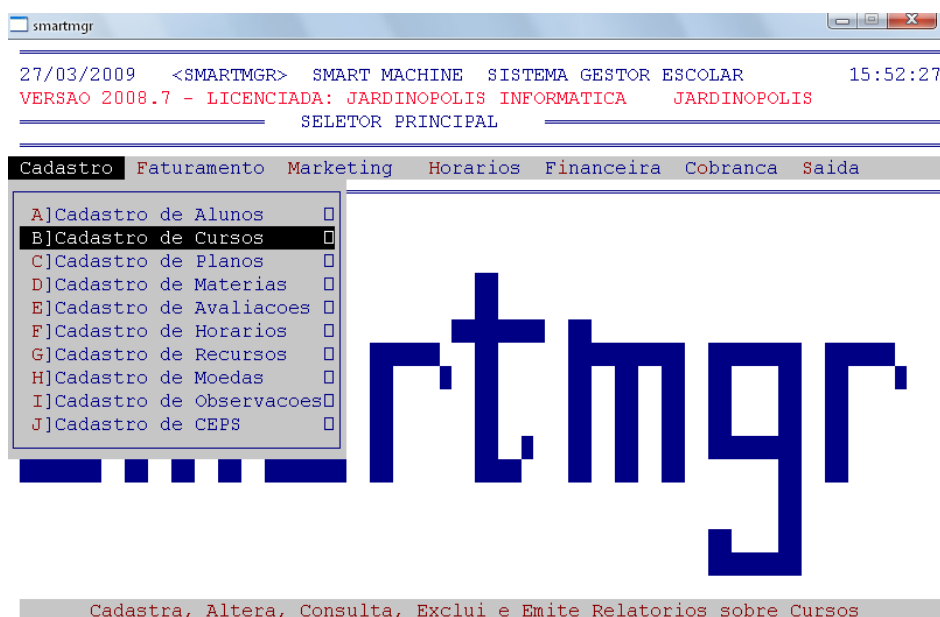 smartmgr
27/03/2009 <SMARTMGR> SMART MACHINE SISTEMA GESTOR ESCOLAR 15:52:27
VERSAO 2008.7 - LICENCIADA: JARDINOPOLIS INFORMATICA JARDINOPOLIS
SELETOR PRINCIPAL
Cadastro Faturamento Marketing Horarios Financeira Cobranca Saida
A]Cadastro de Alunos
B]Cadastro de Cursos
C]Cadastro de Planos
D]Cadastro de Materias
E]Cadastro de Avaliacoes
F]Cadastro de Horarios
G]Cadastro de Recursos
H]Cadastro de Moedas
I]Cadastro de Observacoes
J]Cadastro de CEPS
smartmgr
Cadastra, Altera, Consulta, Exclui e Emite Relatorios sobre Cursos